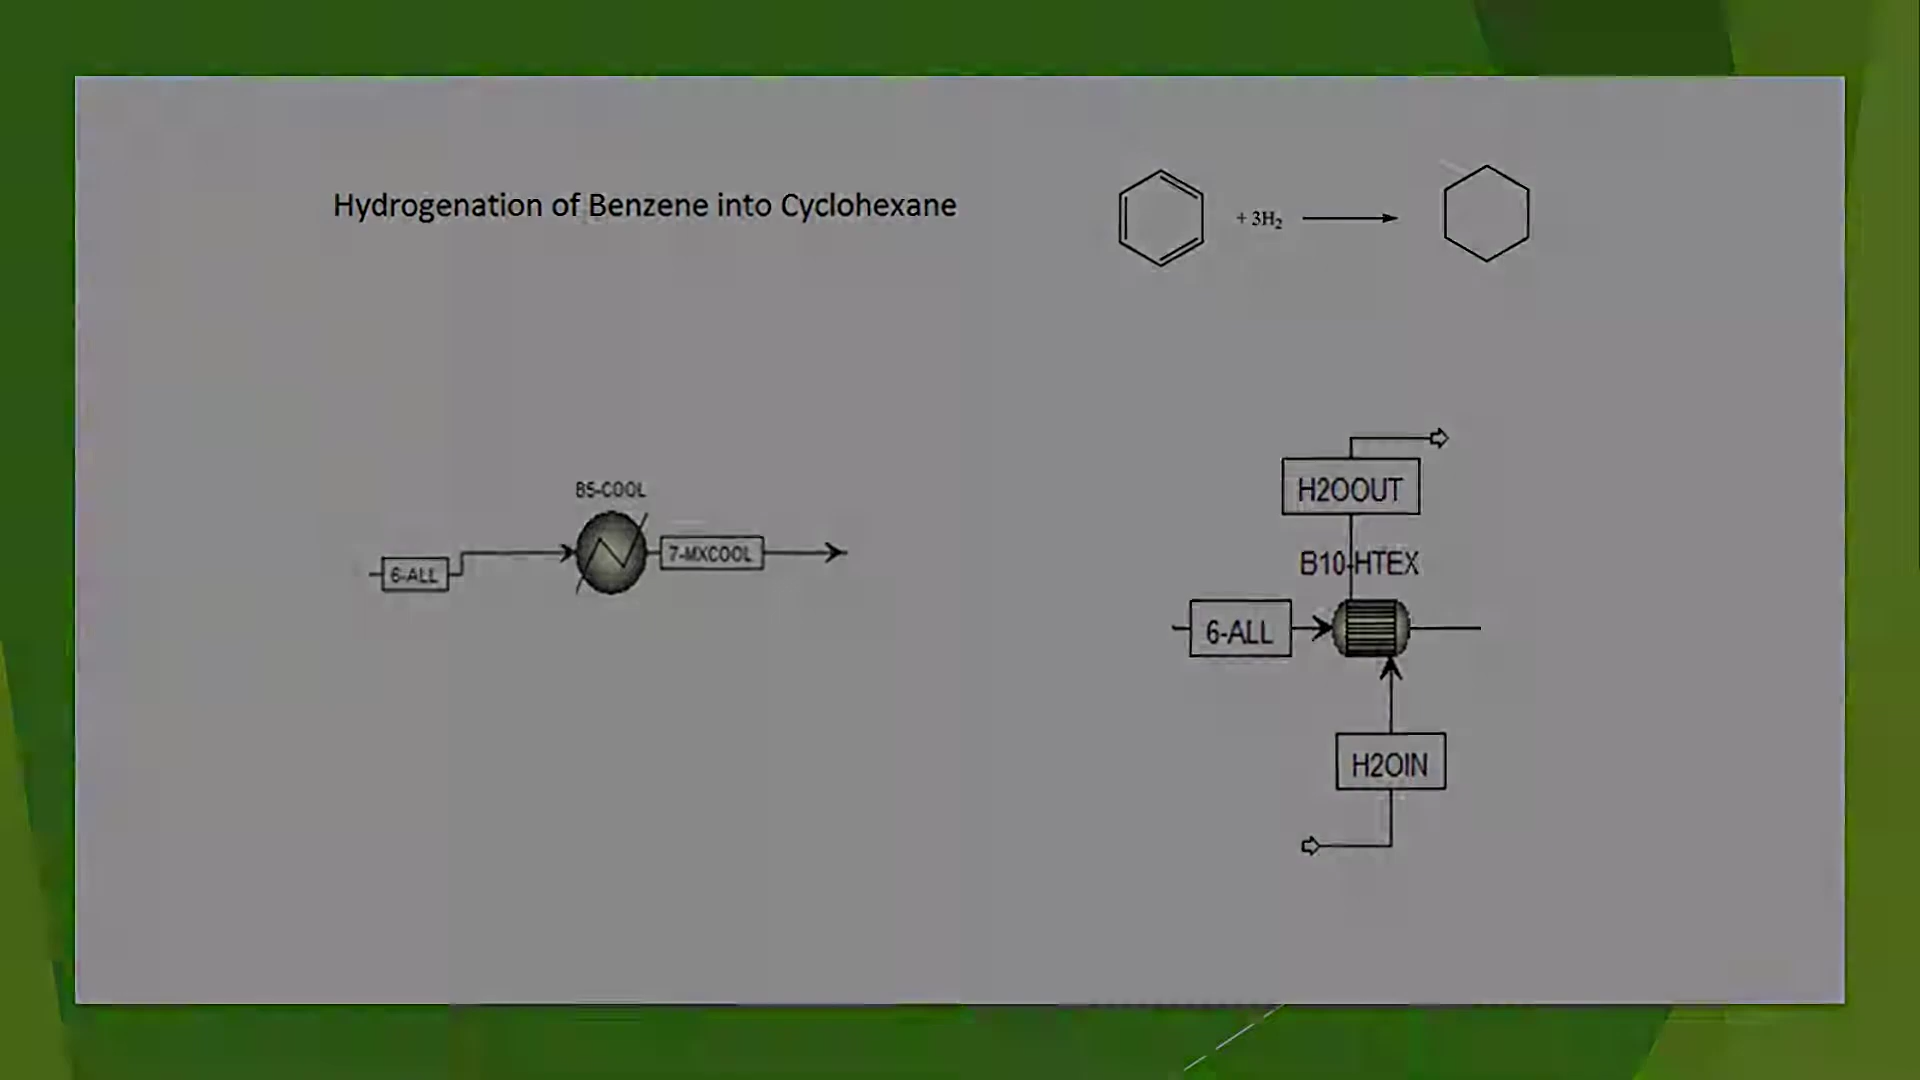 Hydrogenation of Benzene into Cyclohexane
+ 3H₂
B5-COOL
6-ALL
7-MXCOOL
H2OOUT
B10-HTEX
6-ALL
H2OIN